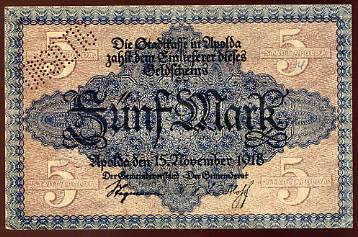 5 5
Die Stadtkasse in Apolda
zahlt dem Einlieferer dieses
Geldscheins
Fünf Mark
Apolda den 15. November 1918
Der Gemeindevorstand Der Gemeinderat
5 5